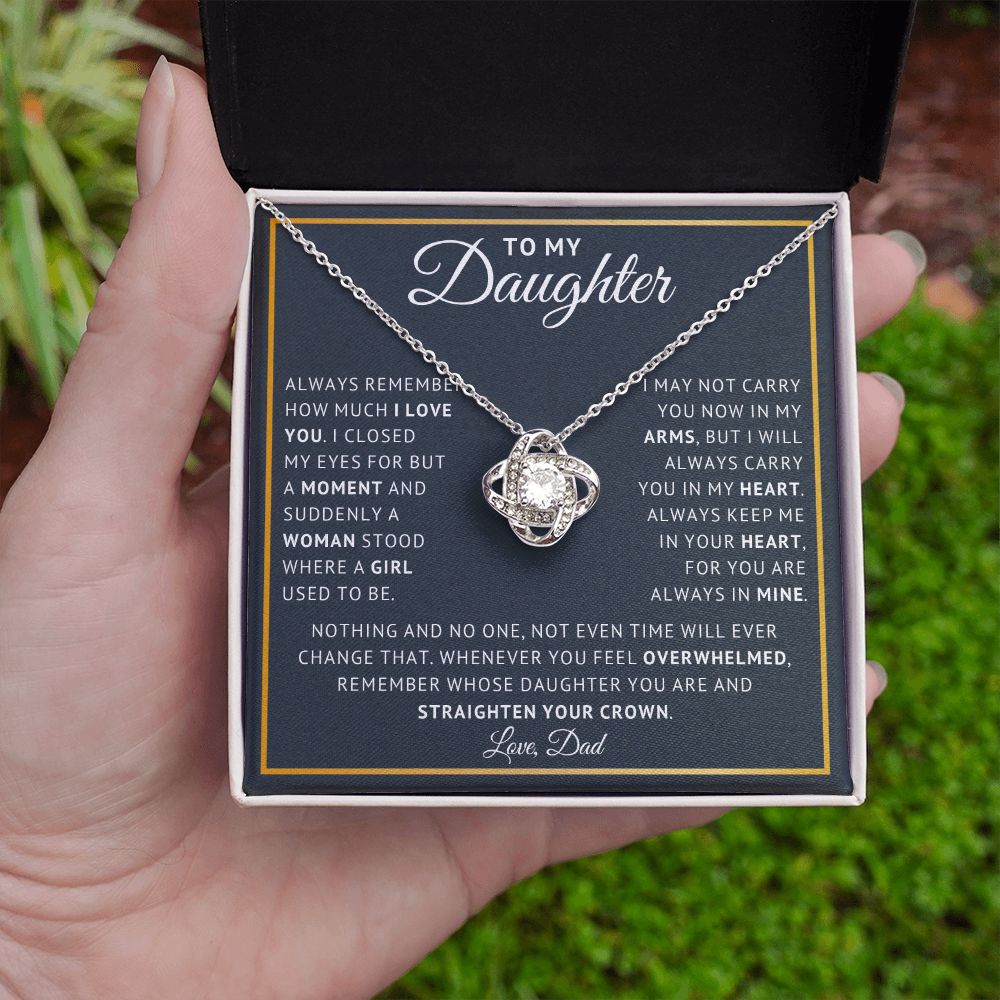 TO MY
Daughter
ALWAYS REMEMBER
HOW MUCH I LOVE
YOU. I CLOSED
MY EYES FOR BUT
A MOMENT AND
SUDDENLY A
WOMAN STOOD
WHERE A GIRL
USED TO BE.
I MAY NOT CARRY
YOU NOW IN MY
ARMS, BUT I WILL
ALWAYS CARRY
YOU IN MY HEART.
ALWAYS KEEP ME
IN YOUR HEART,
FOR YOU ARE
ALWAYS IN MINE.
NOTHING AND NO ONE, NOT EVEN TIME WILL EVER
CHANGE THAT. WHENEVER YOU FEEL OVERWHELMED,
REMEMBER WHOSE DAUGHTER YOU ARE AND
STRAIGHTEN YOUR CROWN.
Love, Dad